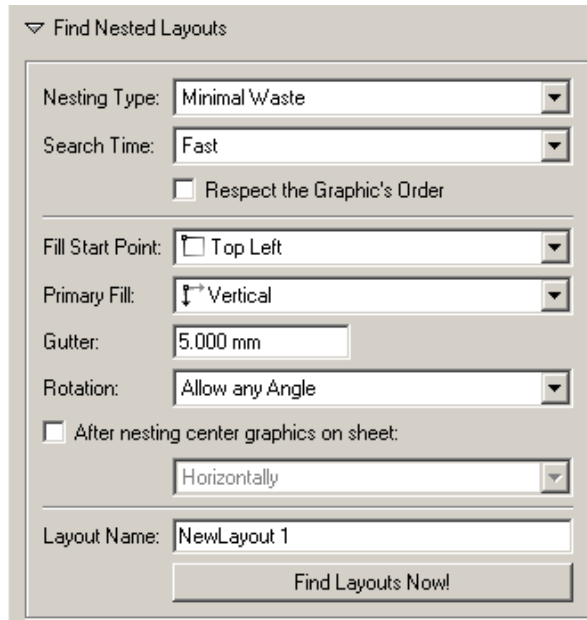 Find Nested Layouts
Nesting Type: Minimal Waste
Search Time: Fast
Respect the Graphic's Order
Fill Start Point: Top Left
Primary Fill: Vertical
Gutter: 5.000 mm
Rotation: Allow any Angle
After nesting center graphics on sheet:
Horizontally
Layout Name: NewLayout 1
Find Layouts Now!